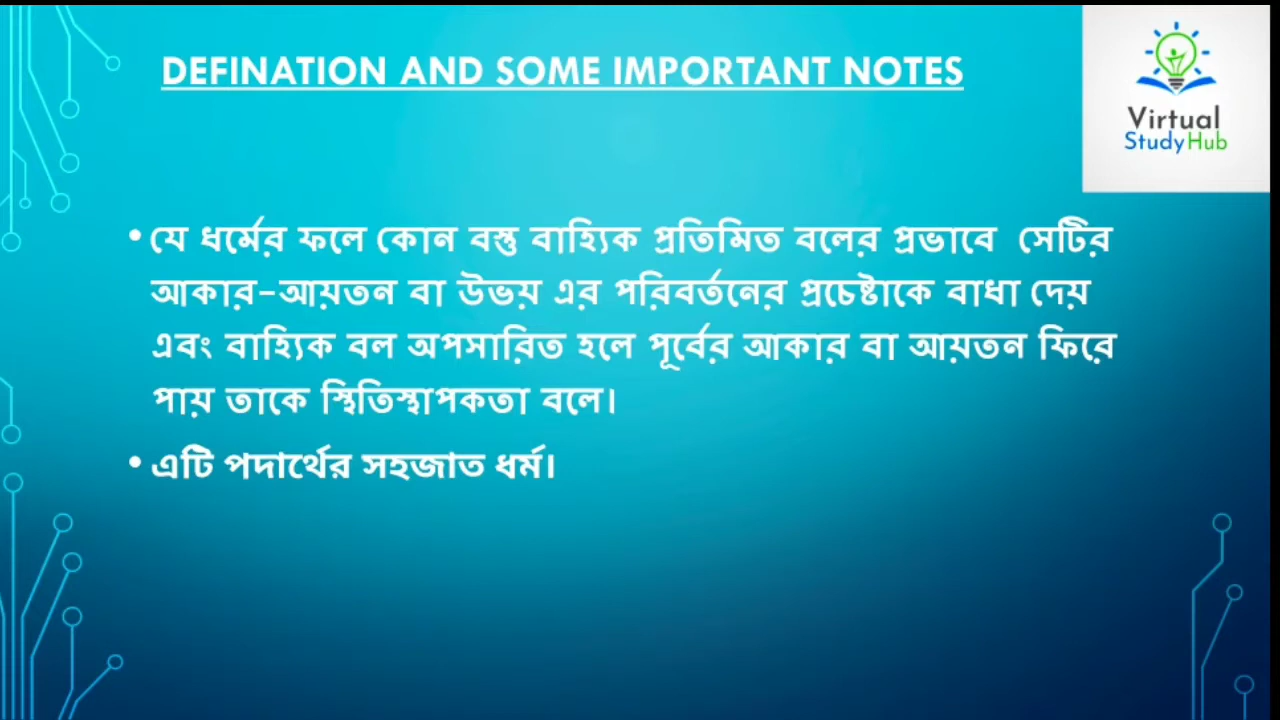 DEFINATION AND SOME IMPORTANT NOTES
Virtual
StudyHub
•যে ধর্মের ফলে কোন বস্তু বাহ্যিক প্রতিমিত বলের প্রভাবে সেটির
আকার-আয়তন বা উভয় এর পরিবর্তনের প্রচেষ্টাকে বাধা দেয়
এবং বাহ্যিক বল অপসারিত হলে পূর্বের আকার বা আয়তন ফিরে
পায় তাকে স্থিতিস্থাপকতা বলে।
•এটি পদার্থের সহজাত ধর্ম।